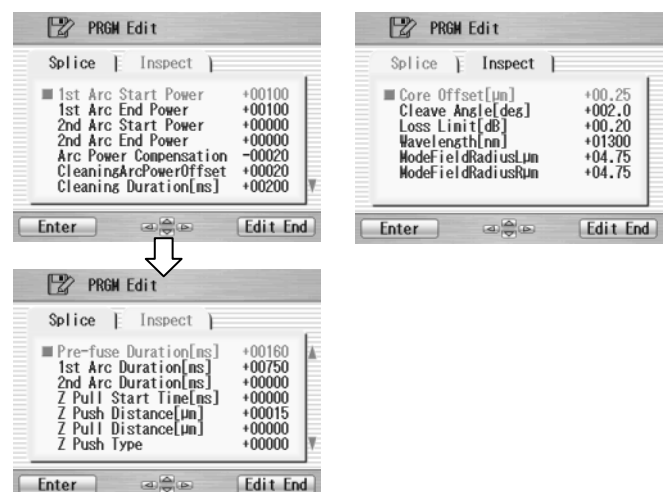 PRGM Edit
Splice Inspect
1st Arc Start Power +00100
1st Arc End Power +00100
2nd Arc Start Power +00000
2nd Arc End Power +00000
Arc Power Compensation -00020
CleaningArcPowerOffset +00020
Cleaning Duration[ms] +00200
Enter Edit End
PRGM Edit
Splice Inspect
Core Offset[μm] +00.25
Cleave Angle[deg] +002.0
Loss Limit[dB] +00.20
Wavelength[nm] +01300
ModeFieldRadiusLμm +04.75
ModeFieldRadiusRμm +04.75
Enter Edit End
PRGM Edit
Splice Inspect
Pre-fuse Duration[ms] +00160
1st Arc Duration[ms] +00750
2nd Arc Duration[ms] +00000
Z Pull Start Time[ms] +00000
Z Push Distance[μm] +00015
Z Pull Distance[μm] +00000
Z Push Type +00000
Enter Edit End